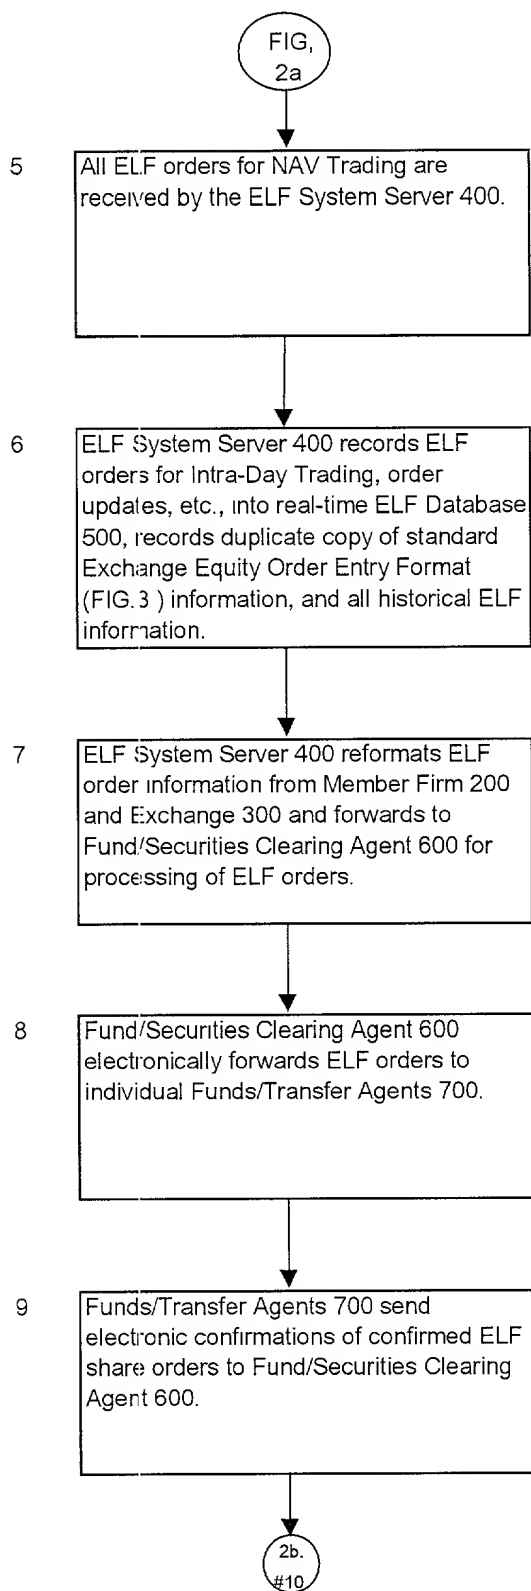 FIG,
2a
5
All ELF orders for NAV Trading are
received by the ELF System Server 400.
6
ELF System Server 400 records ELF
orders for Intra-Day Trading, order
updates, etc., into real-time ELF Database
500, records duplicate copy of standard
Exchange Equity Order Entry Format
(FIG.3 ) information, and all historical ELF
information.
7
ELF System Server 400 reformats ELF
order information from Member Firm 200
and Exchange 300 and forwards to
Fund/Securities Clearing Agent 600 for
processing of ELF orders.
8
Fund/Securities Clearing Agent 600
electronically forwards ELF orders to
individual Funds/Transfer Agents 700.
9
Funds/Transfer Agents 700 send
electronic confirmations of confirmed ELF
share orders to Fund/Securities Clearing
Agent 600.
2b.
#10